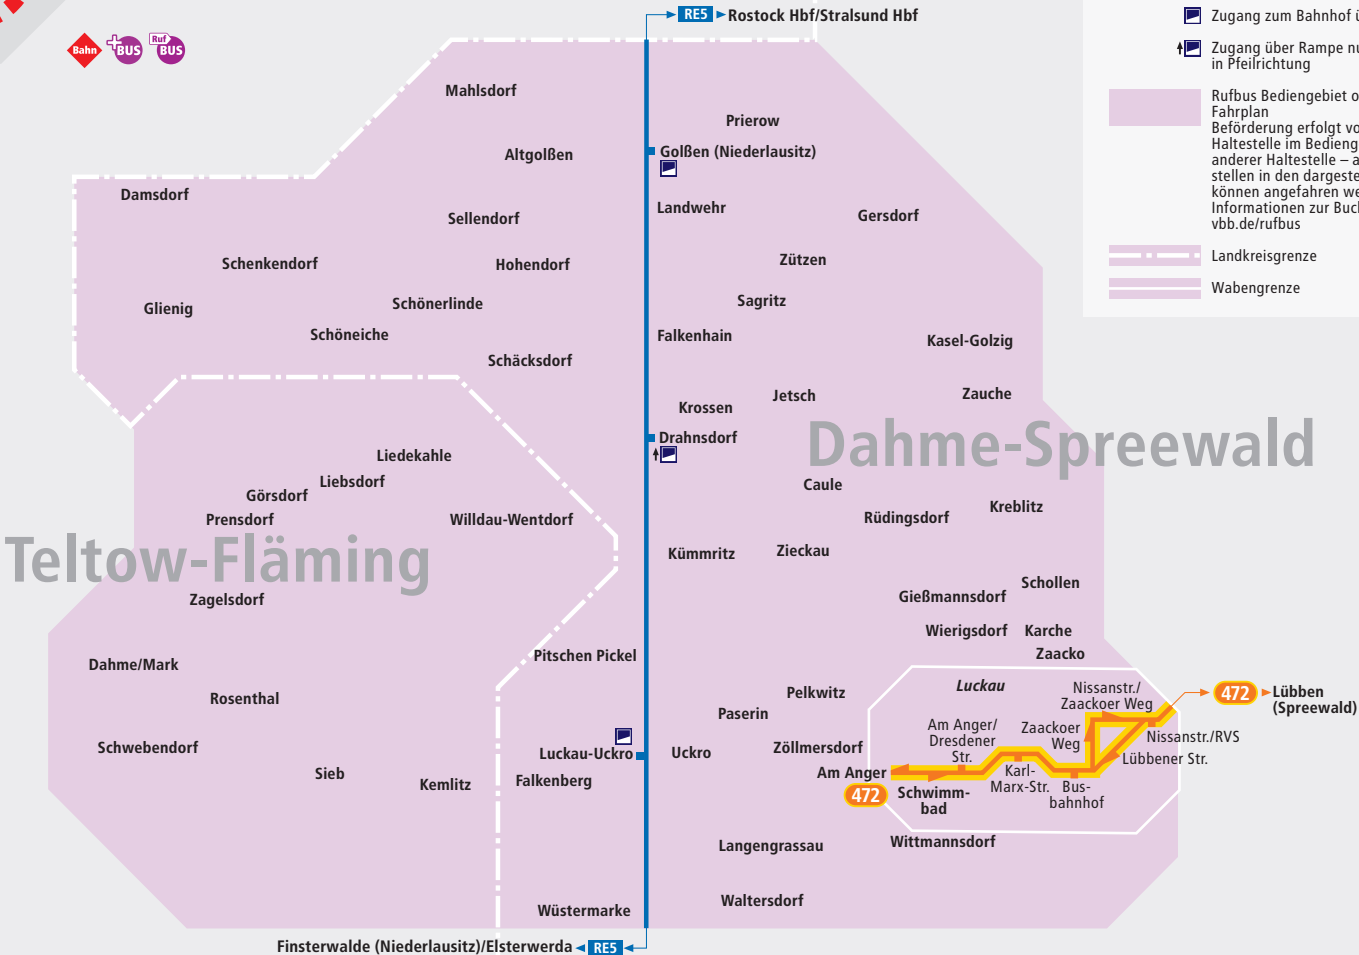 RE5
Rostock Hbf/Stralsund Hbf
Bahn
+BUS
Ruf
BUS
Zugang zum Bahnhof
Zugang über Rampe
in Pfeilrichtung
Rufbus Bediengebiet
Fahrplan
Beförderung erfolgt
Haltestelle im
anderer Haltestelle –
stellen in den
können angefahren
Informationen zur
vbb.de/rufbus
Landkreisgrenze
Wabengrenze
Mahlsdorf
Prierow
Altgolßen
Golßen (Niederlausitz)
Damsdorf
Sellendorf
Landwehr
Gersdorf
Schenkendorf
Hohendorf
Zützen
Glienig
Schönerlinde
Sagritz
Schöneiche
Falkenhain
Kasel-Golzig
Schäcksdorf
Jetsch
Zauche
Krossen
Drahnsdorf
Dahme-Spreewald
Liedekahle
Liebsdorf
Görsdorf
Caule
Kreblitz
Prensdorf
Willdau-Wentdorf
Rüdingsdorf
Teltow-Fläming
Kümmritz
Zieckau
Schollen
Zagelsdorf
Gießmannsdorf
Wierigsdorf
Karche
Zaacko
Dahme/Mark
Pitschen Pickel
Rosenthal
Pelkwitz
Luckau
Nissanstr./
Zaackoer Weg
472
Lübben
(Spreewald)
Paserin
Am Anger/
Dresdener
Str.
Zaackoer
Weg
Nissanstr./RVS
Schwebendorf
Luckau-Uckro
Uckro
Zöllmersdorf
Lübbener Str.
Sieb
Kemlitz
Falkenberg
Am Anger
472
Schwimm-
bad
Karl-
Marx-Str.
Bus-
bahnhof
Langengrassau
Wittmannsdorf
Waltersdorf
Wüstermarke
Finsterwalde (Niederlausitz)/Elsterwerda
RE5